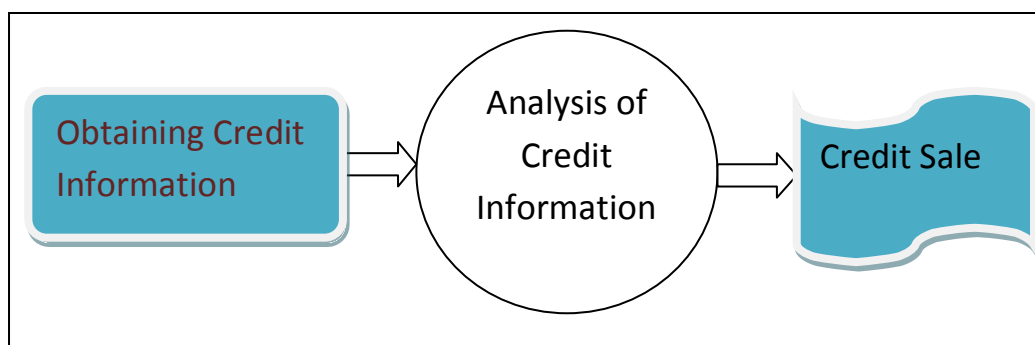 Obtaining Credit
Information
Analysis of
Credit
Information
Credit Sale